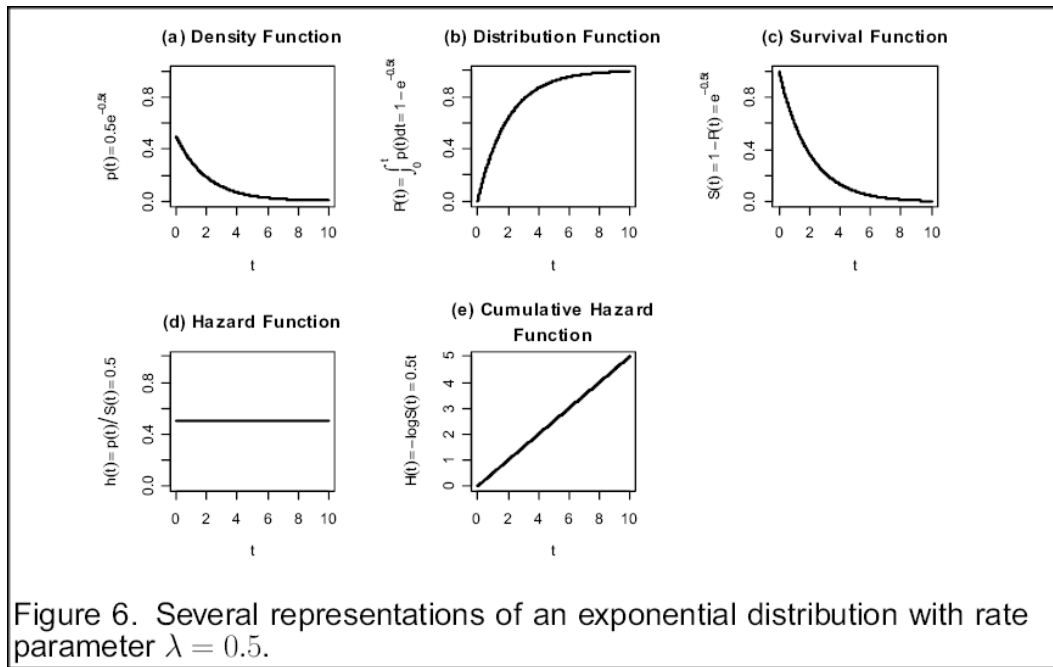 (a) Density Function
p(t) = 0.5e^−0.5t
0.0 0.4 0.8
0 2 4 6 8 10
t
(b) Distribution Function
P(t) = ∫_0^t p(t)dt = 1 − e^−0.5t
0.0 0.4 0.8
0 2 4 6 8 10
t
(c) Survival Function
S(t) = 1 − P(t) = e^−0.5t
0.0 0.4 0.8
0 2 4 6 8 10
t
(d) Hazard Function
h(t) = p(t)/S(t) = 0.5
0.0 0.4 0.8
0 2 4 6 8 10
t
(e) Cumulative Hazard
Function
H(t) = −logS(t) = 0.5t
0 1 2 3 4 5
0 2 4 6 8 10
t
Figure 6. Several representations of an exponential distribution with rate
parameter λ = 0.5.